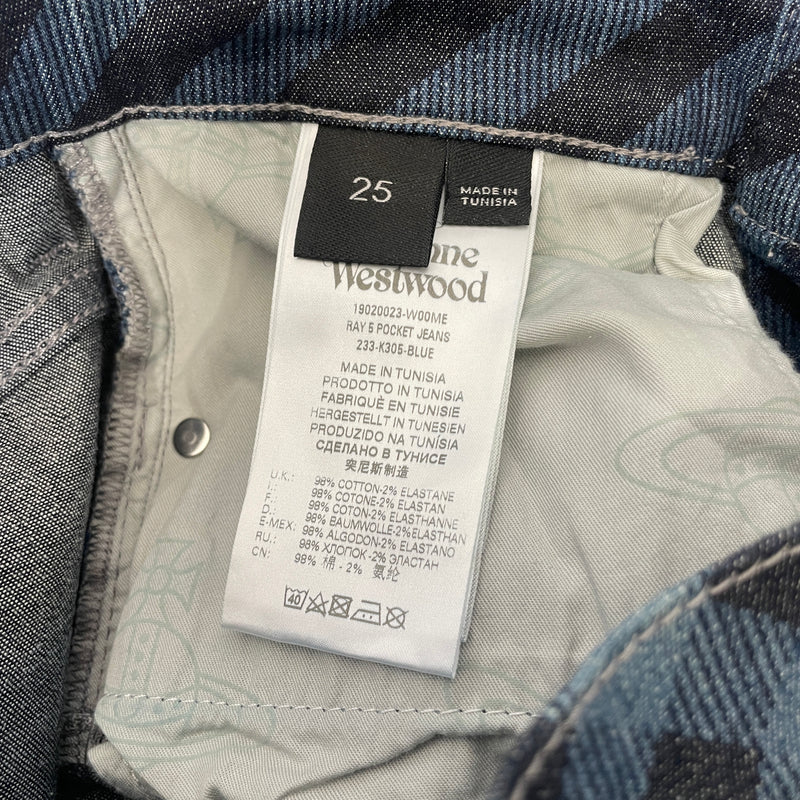 25
MADE IN
TUNISIA
Westwood
19020023-W00ME
RAY 5 POCKET JEANS
233-K305-BLUE
MADE IN TUNISIA
PRODOTTO IN TUNISIA
FABRIQUÈ EN TUNISIE
HERGESTELLT IN TUNESIEN
PRODUZIDO NA TUNÍSIA
СДЕЛАНО В ТУНИСЕ
突尼斯制造
U.K.: 98% COTTON-2% ELASTANE
I.: 98% COTONE-2% ELASTAN
F.: 98% COTON-2% ELASTHANNE
D.: 98% BAUMWOLLE-2%ELASTHAN
E-MEX: 98% ALGODON-2% ELASTANO
RU.: 98% ХЛОПОК -2% ЭЛАСТАН
CN: 98% 棉 - 2% 氨纶
40